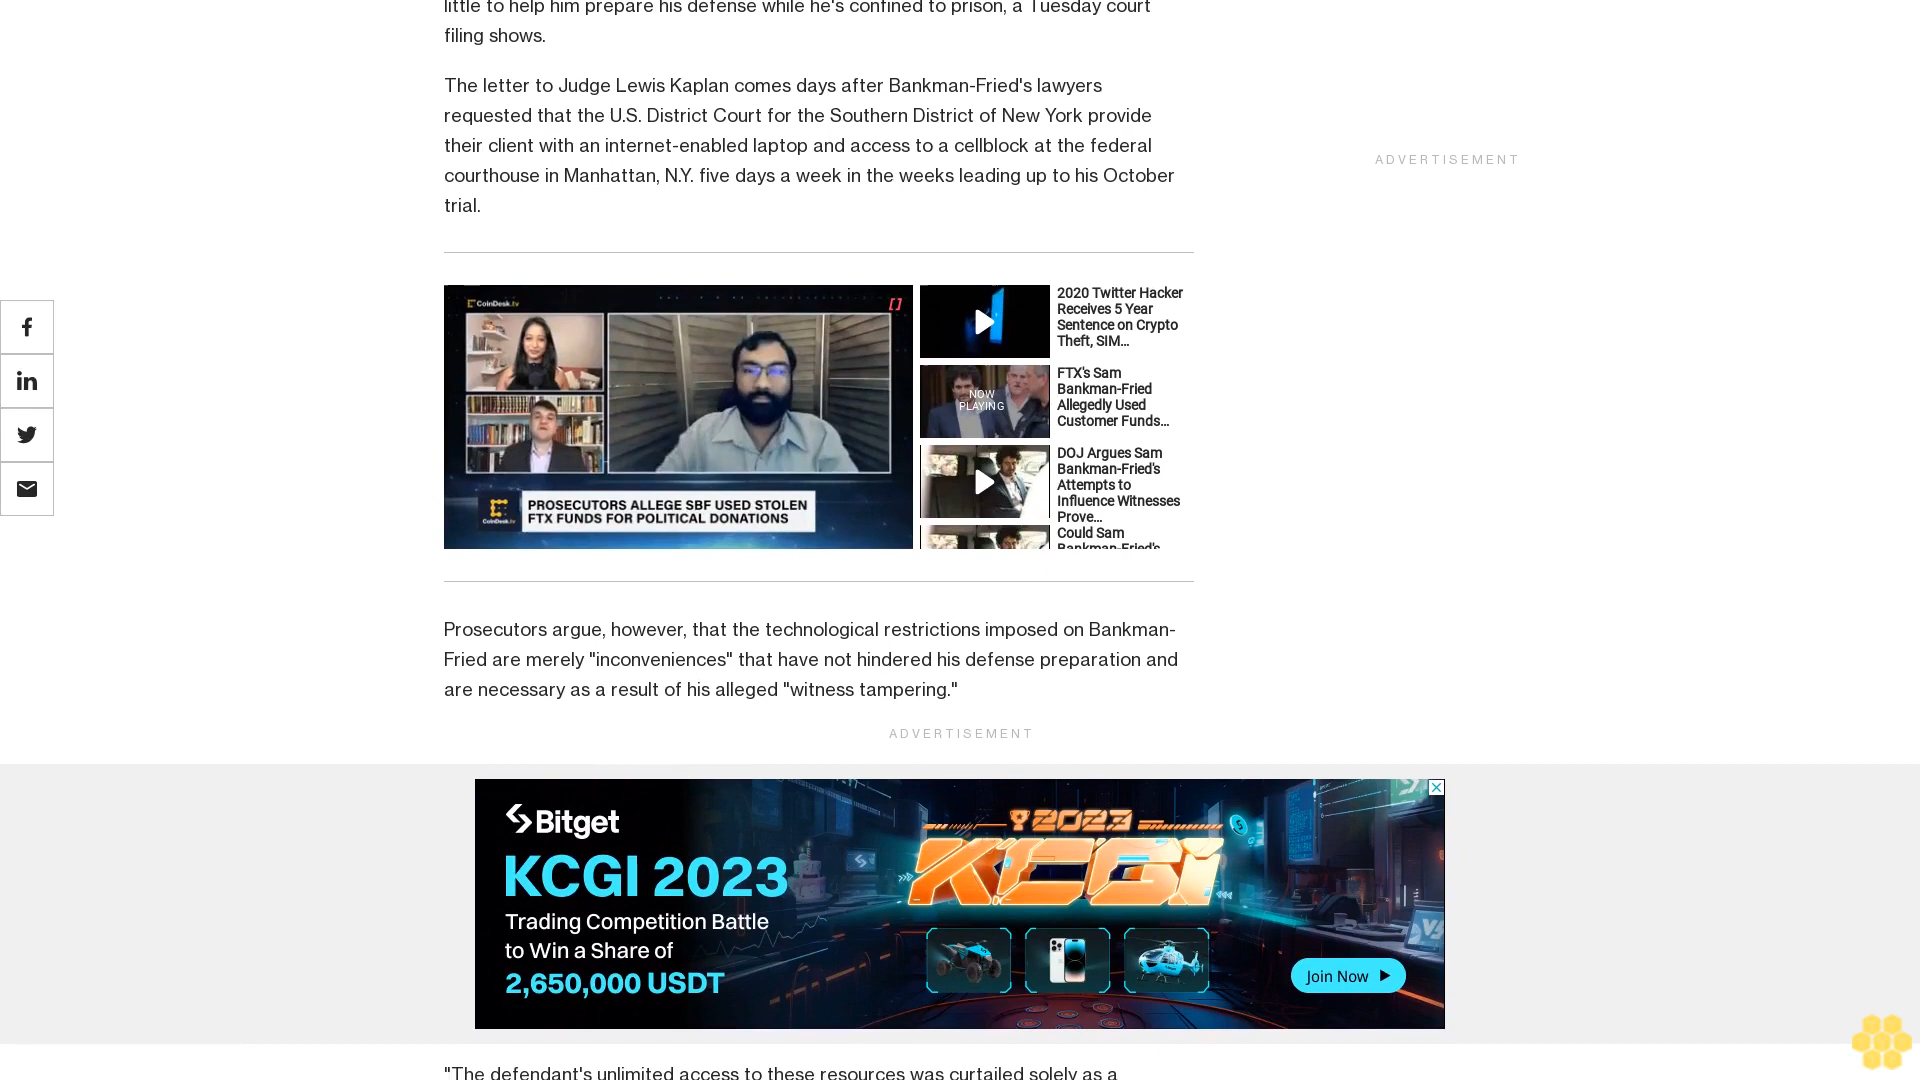 little to help him prepare his defense while he's confined to prison, a Tuesday court
filing shows.
The letter to Judge Lewis Kaplan comes days after Bankman-Fried's lawyers
requested that the U.S. District Court for the Southern District of New York provide
their client with an internet-enabled laptop and access to a cellblock at the federal
courthouse in Manhattan, N.Y. five days a week in the weeks leading up to his October
trial.
ADVERTISEMENT
CoinDesk.tv
PROSECUTORS ALLEGE SBF USED STOLEN
FTX FUNDS FOR POLITICAL DONATIONS
CoinDesk.tv
2020 Twitter Hacker
Receives 5 Year
Sentence on Crypto
Theft, SIM...
NOW
PLAYING
FTX's Sam
Bankman-Fried
Allegedly Used
Customer Funds...
DOJ Argues Sam
Bankman-Fried's
Attempts to
Influence Witnesses
Prove...
Could Sam
Bankman-Fried's
Prosecutors argue, however, that the technological restrictions imposed on Bankman-
Fried are merely "inconveniences" that have not hindered his defense preparation and
are necessary as a result of his alleged "witness tampering."
ADVERTISEMENT
Bitget
KCGI 2023
Trading Competition Battle
to Win a Share of
2,650,000 USDT
2023
KCGI
Join Now
"The defendant's unlimited access to these resources was curtailed solely as a